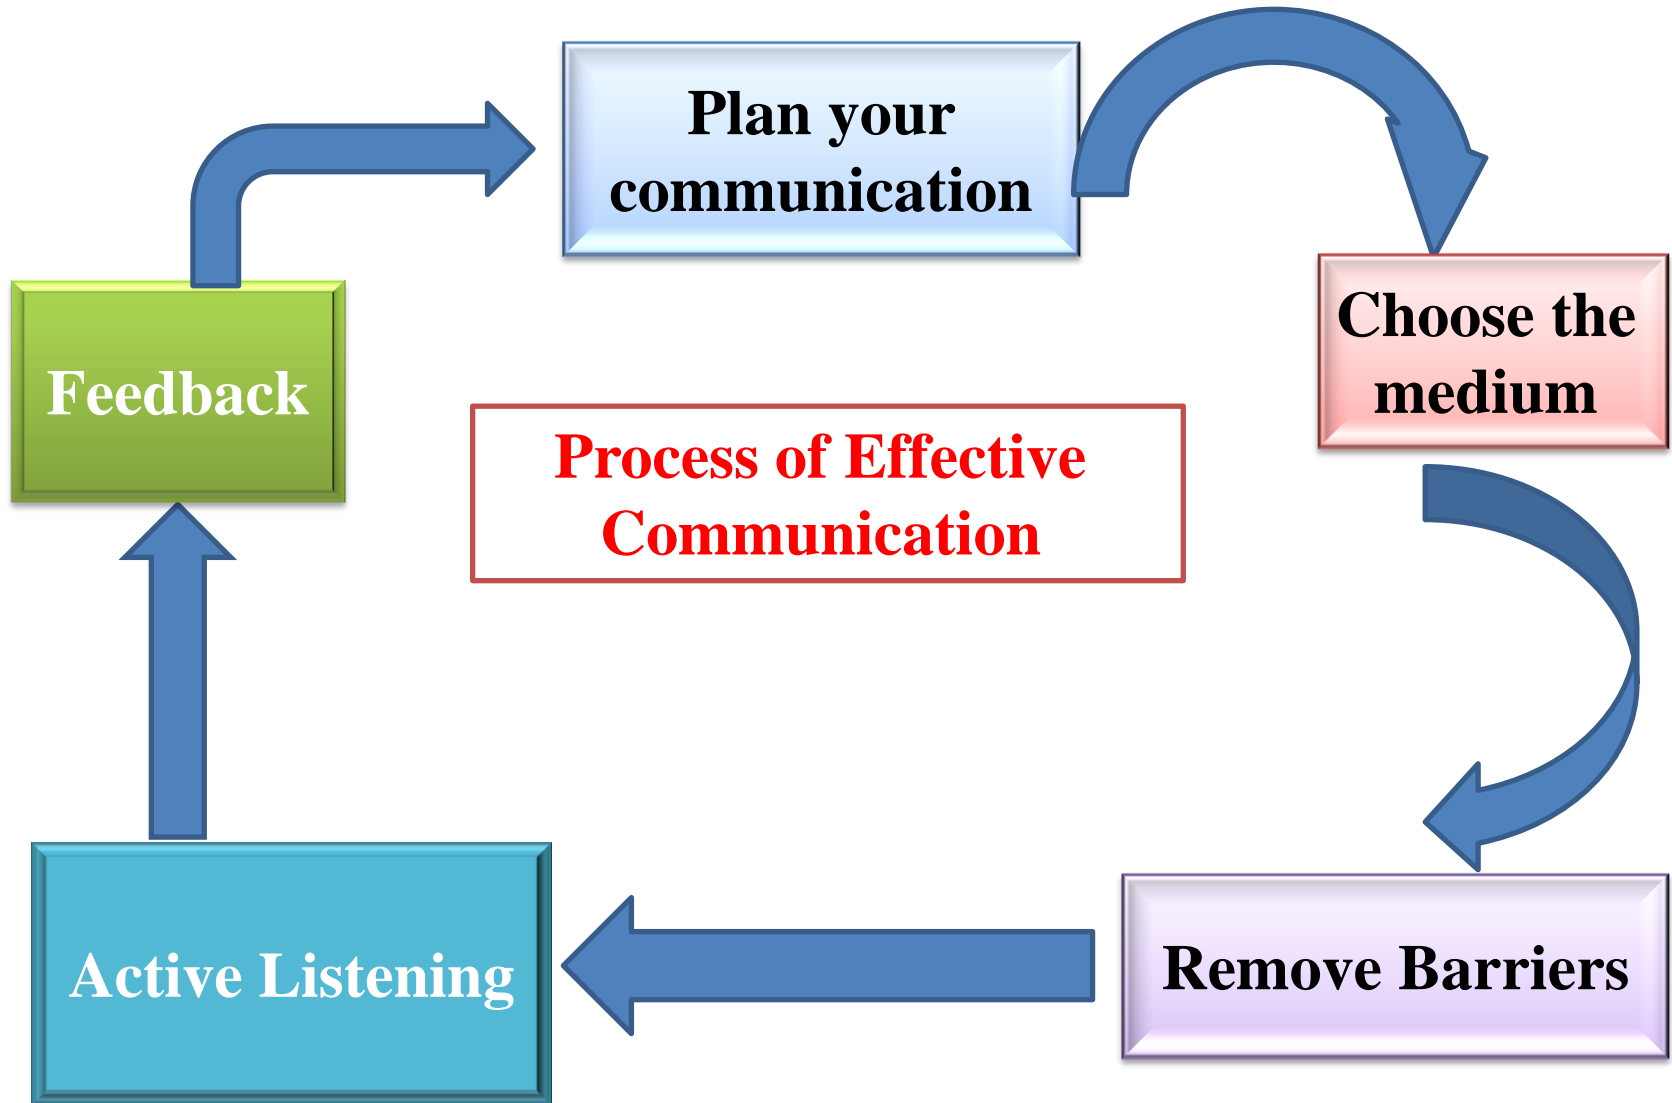 Plan your
communication
Choose the
medium
Feedback
Process of Effective
Communication
Active Listening
Remove Barriers